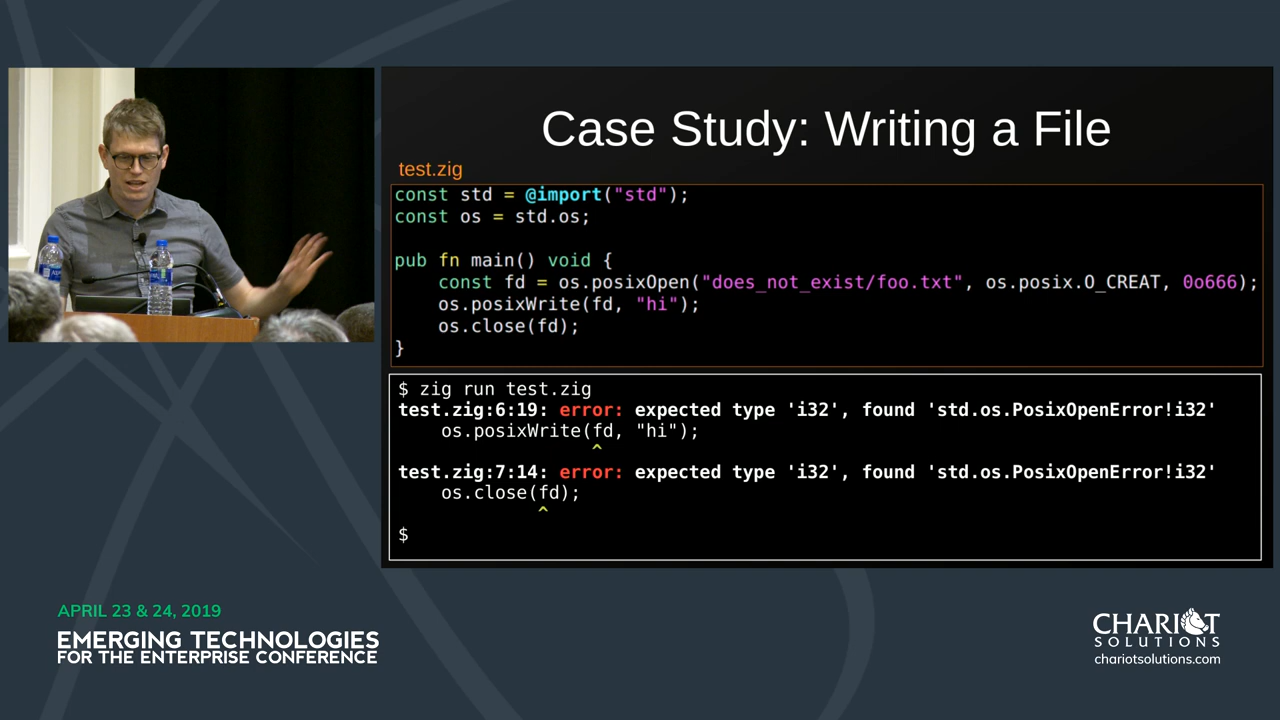 Case Study: Writing a File
test.zig
const std = @import("std");
const os = std.os;
pub fn main() void {
    const fd = os.posixOpen("does_not_exist/foo.txt", os.posix.O_CREAT, 0o666);
    os.posixWrite(fd, "hi");
    os.close(fd);
}
$ zig run test.zig
test.zig:6:19: error: expected type 'i32', found 'std.os.PosixOpenError!i32'
    os.posixWrite(fd, "hi");
^
test.zig:7:14: error: expected type 'i32', found 'std.os.PosixOpenError!i32'
    os.close(fd);
^
$
APRIL 23 & 24, 2019
EMERGING TECHNOLOGIES
FOR THE ENTERPRISE CONFERENCE
CHARIOT
SOLUTIONS
chariotsolutions.com